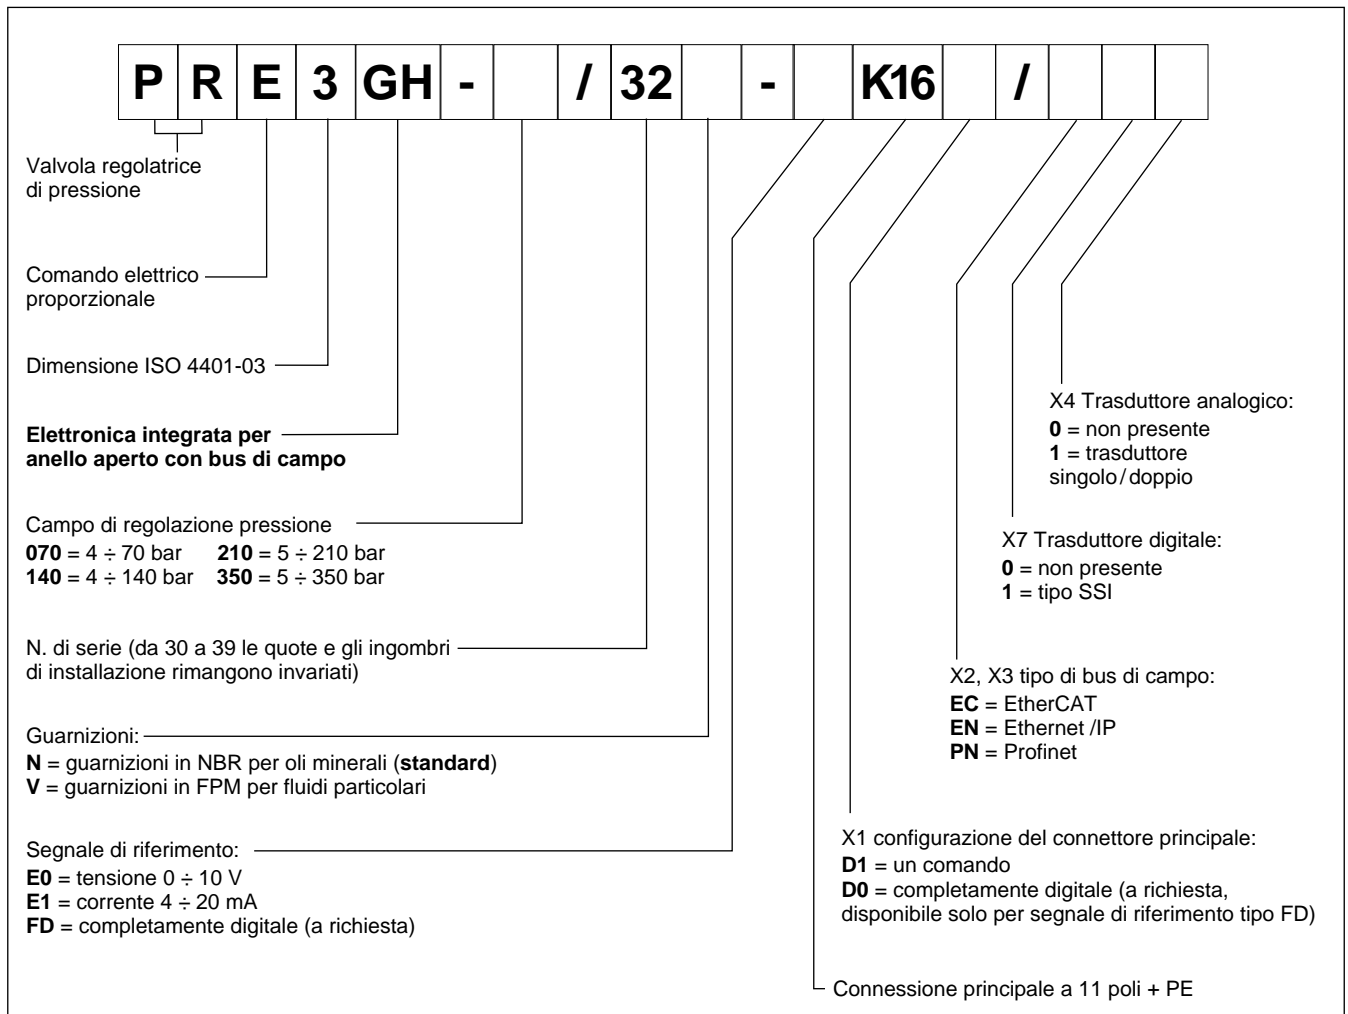 P R E 3 GH - / 32 - K16 /
Valvola regolatrice
di pressione
Comando elettrico
proporzionale
Dimensione ISO 4401-03
Elettronica integrata per
anello aperto con bus di campo
Campo di regolazione pressione
070 = 4 ÷ 70 bar 210 = 5 ÷ 210 bar
140 = 4 ÷ 140 bar 350 = 5 ÷ 350 bar
N. di serie (da 30 a 39 le quote e gli ingombri
di installazione rimangono invariati)
Guarnizioni:
N = guarnizioni in NBR per oli minerali (standard)
V = guarnizioni in FPM per fluidi particolari
Segnale di riferimento:
E0 = tensione 0 ÷ 10 V
E1 = corrente 4 ÷ 20 mA
FD = completamente digitale (a richiesta)
X4 Trasduttore analogico:
0 = non presente
1 = trasduttore
singolo/doppio
X7 Trasduttore digitale:
0 = non presente
1 = tipo SSI
X2, X3 tipo di bus di campo:
EC = EtherCAT
EN = Ethernet /IP
PN = Profinet
X1 configurazione del connettore principale:
D1 = un comando
D0 = completamente digitale (a richiesta,
disponibile solo per segnale di riferimento tipo FD)
Connessione principale a 11 poli + PE